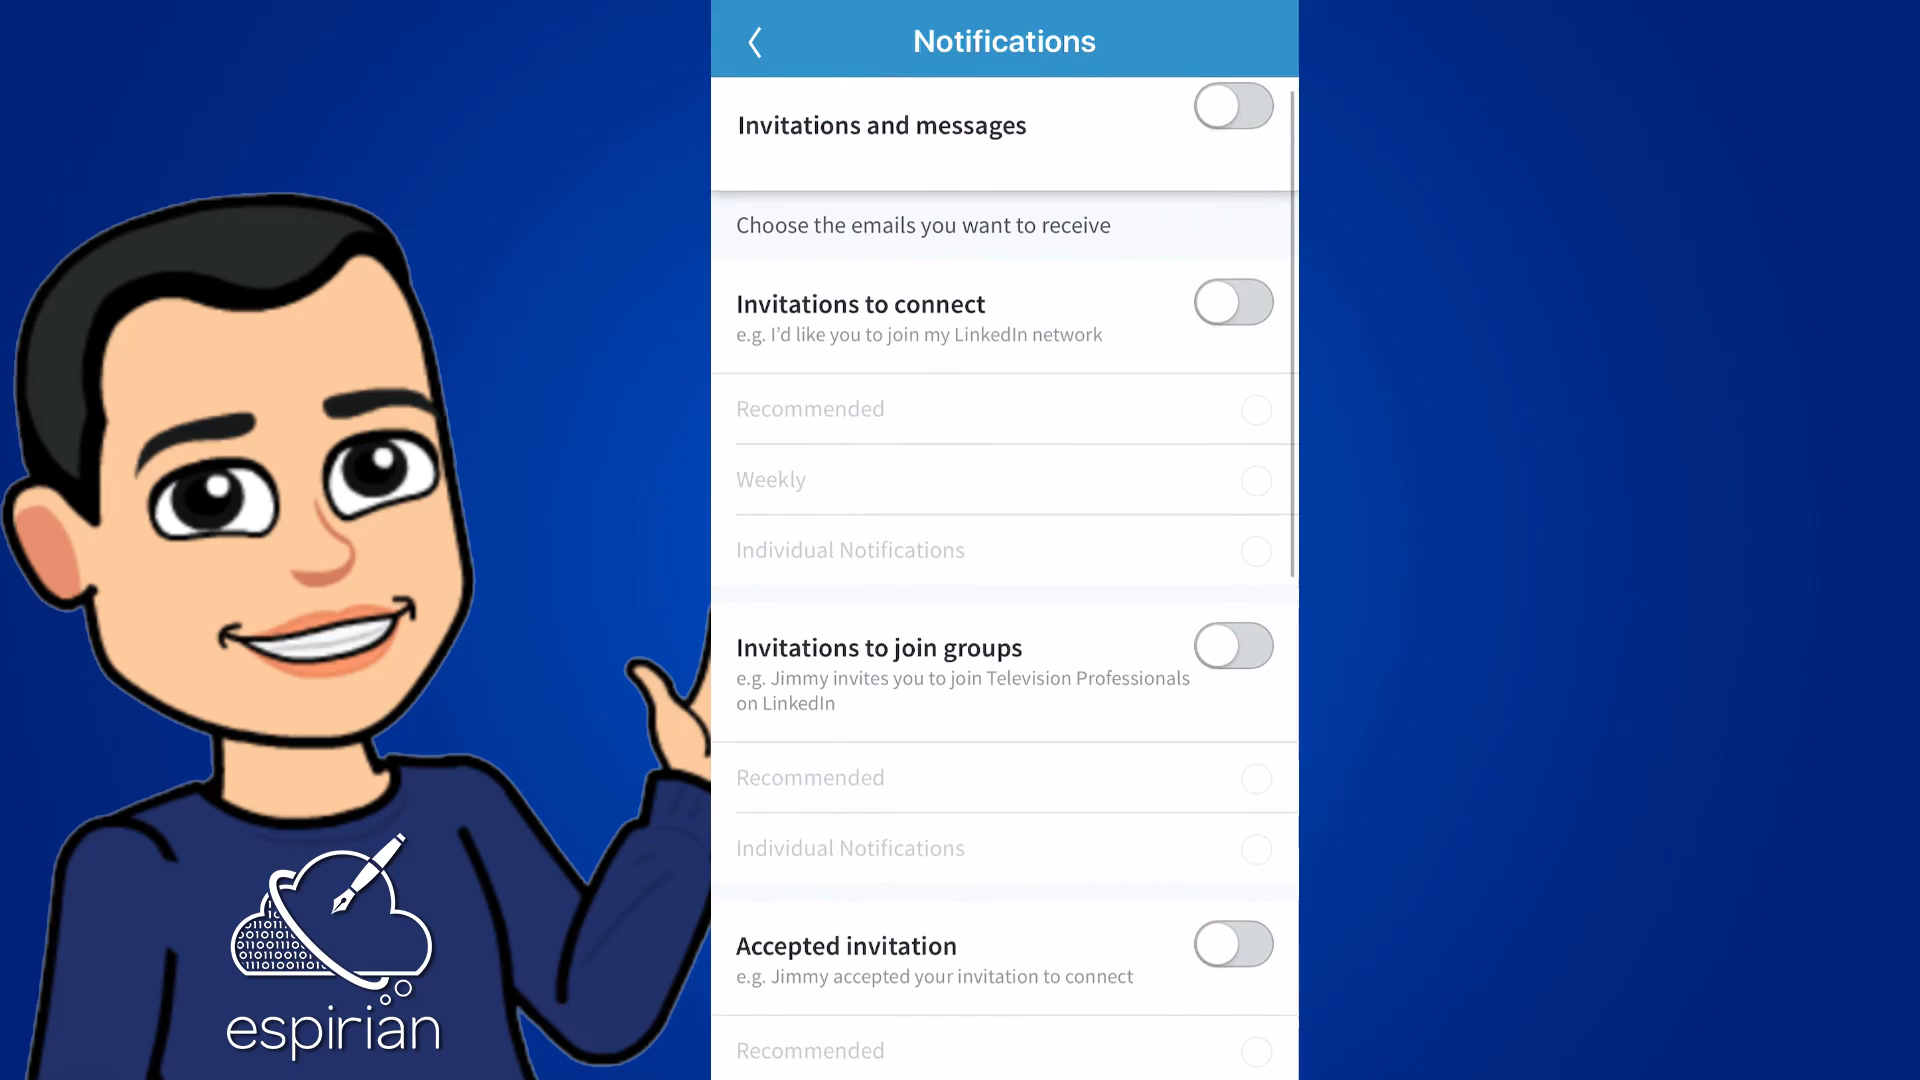 Notifications
Invitations and messages
Choose the emails you want to receive
Invitations to connect
e.g. I’d like you to join my LinkedIn network
Recommended
Weekly
Individual Notifications
Invitations to join groups
e.g. Jimmy invites you to join Television Professionals
on LinkedIn
Recommended
Individual Notifications
Accepted invitation
e.g. Jimmy accepted your invitation to connect
Recommended
espirian